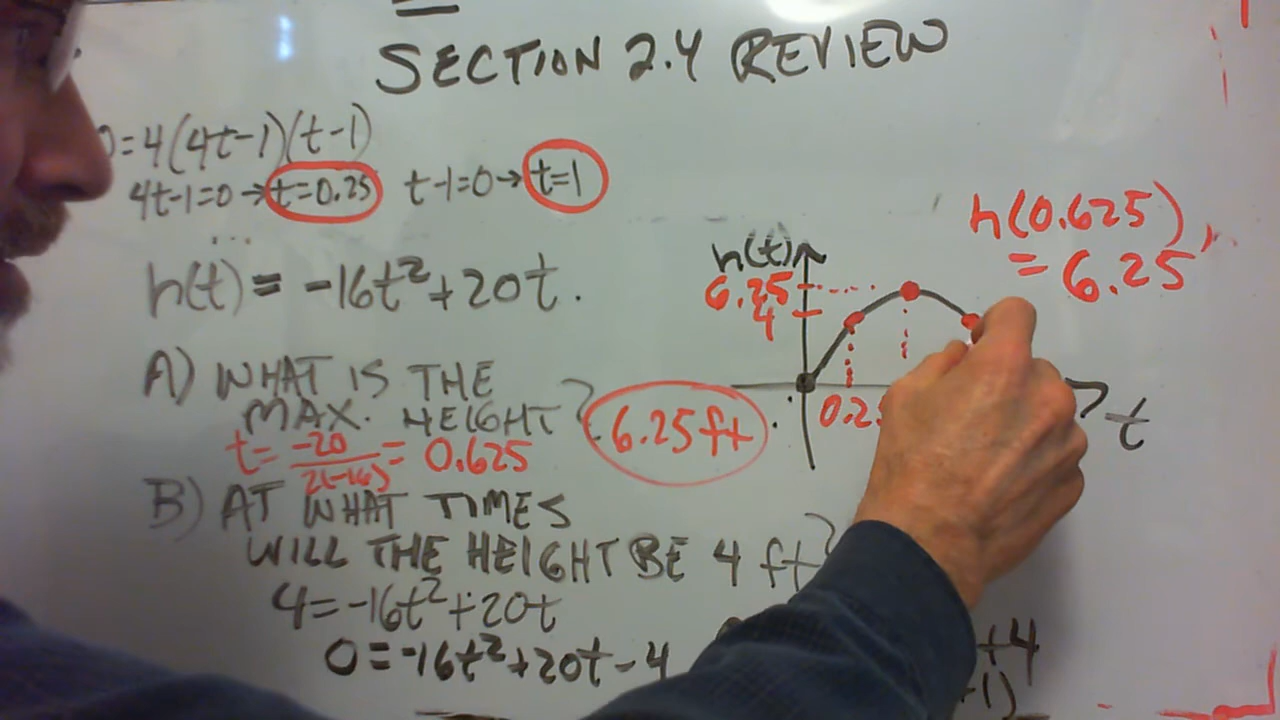 SECTION 2.4 REVIEW
0=4(4t-1)(t-1)
4t-1=0→t=0.25 t-1=0→t=1
h(t) = -16t²+20t.
A) WHAT IS THE
MAX. HEIGHT? 6.25ft.
t= -20/2(-16) = 0.625
B) AT WHAT TIMES
WILL THE HEIGHT BE 4 ft?
4=-16t²+20t
0=-16t²+20t-4
+4
h(0.625)
= 6.25
h(t)
6.25
4
t